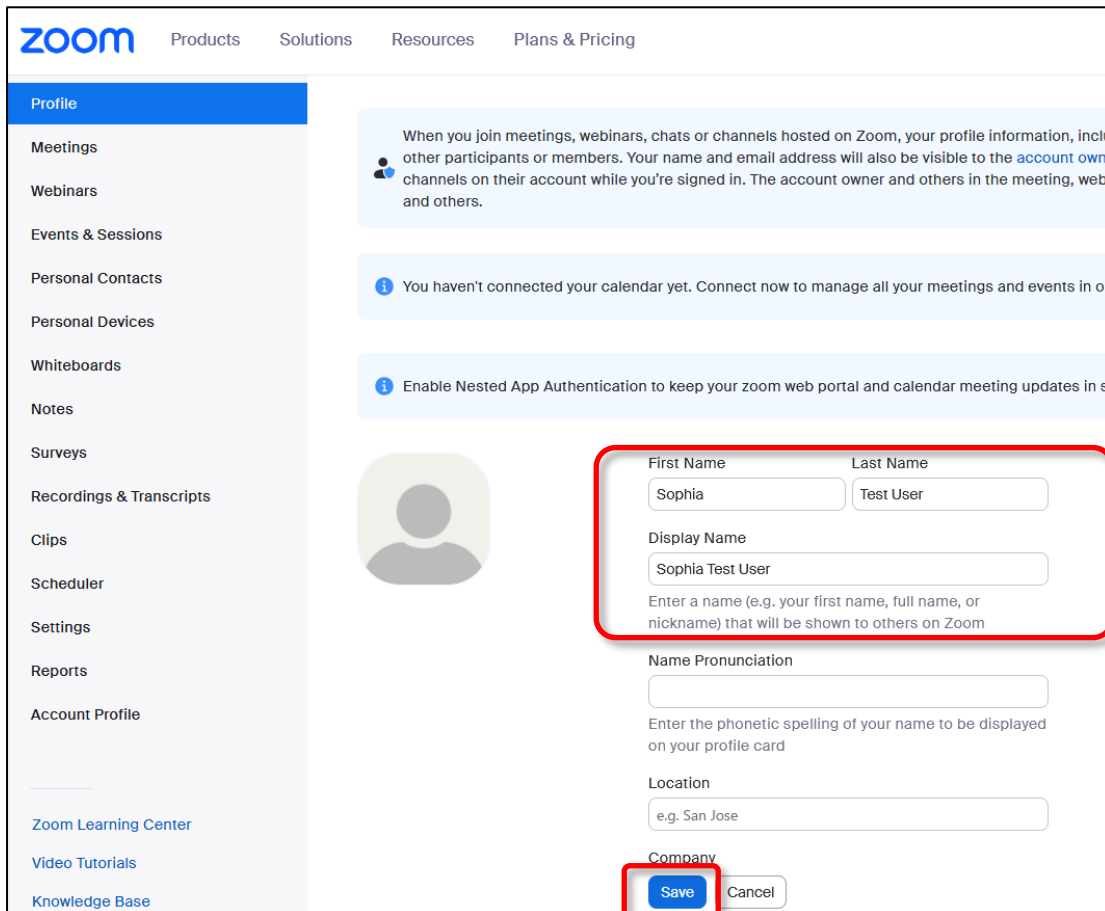 zoom Products Solutions Resources Plans & Pricing
Profile
Meetings
Webinars
Events & Sessions
Personal Contacts
Personal Devices
Whiteboards
Notes
Surveys
Recordings & Transcripts
Clips
Scheduler
Settings
Reports
Account Profile
Zoom Learning Center
Video Tutorials
Knowledge Base
When you join meetings, webinars, chats or channels hosted on Zoom, your profile information, incl
other participants or members. Your name and email address will also be visible to the account own
channels on their account while you're signed in. The account owner and others in the meeting, web
and others.
You haven't connected your calendar yet. Connect now to manage all your meetings and events in o
Enable Nested App Authentication to keep your zoom web portal and calendar meeting updates in s
First Name Last Name
Sophia Test User
Display Name
Sophia Test User
Enter a name (e.g. your first name, full name, or
nickname) that will be shown to others on Zoom
Name Pronunciation
Enter the phonetic spelling of your name to be displayed
on your profile card
Location
e.g. San Jose
Company
Save Cancel